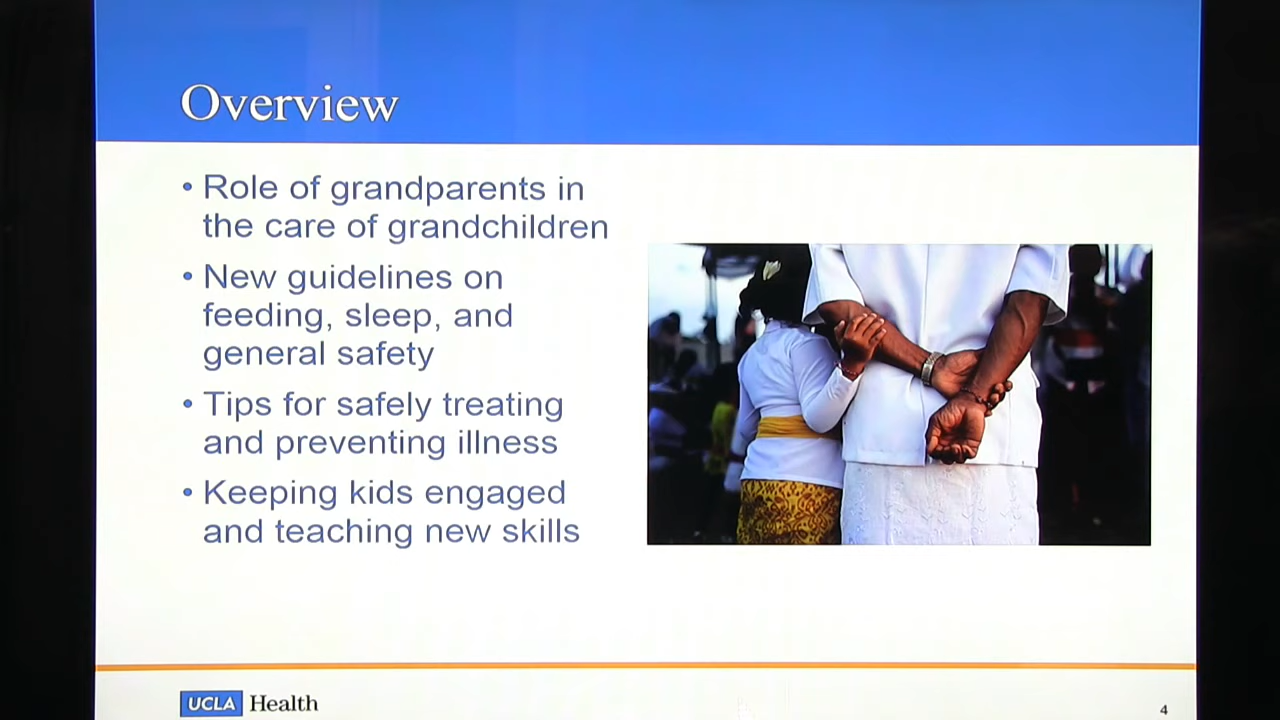 Overview
• Role of grandparents in
the care of grandchildren
• New guidelines on
feeding, sleep, and
general safety
• Tips for safely treating
and preventing illness
• Keeping kids engaged
and teaching new skills
UCLA Health
4